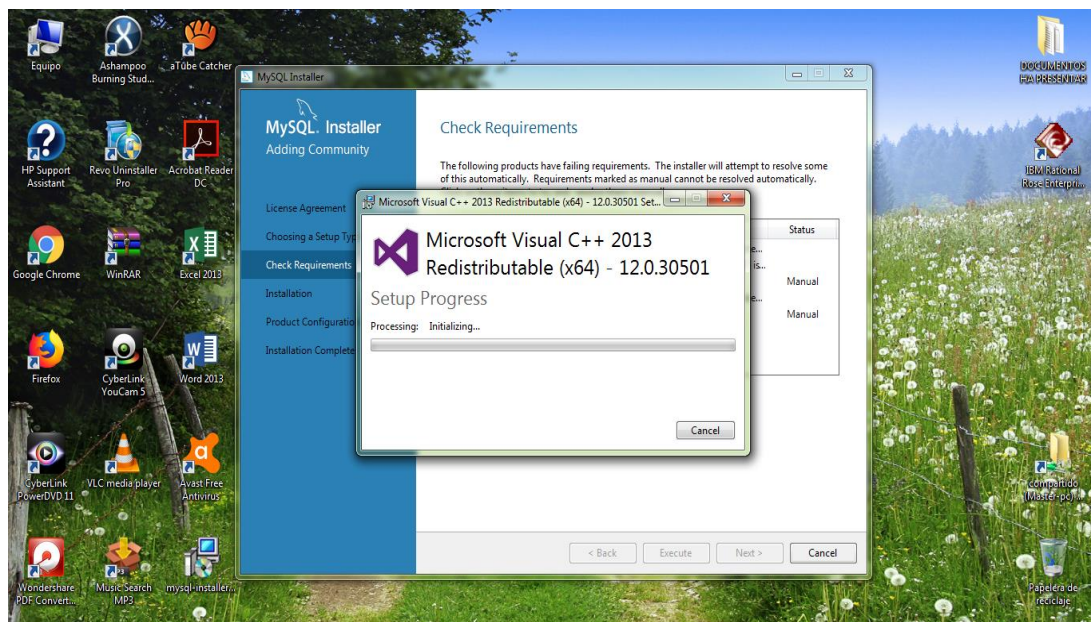 Equipo
Ashampoo
Burning Stud...
aTube Catcher
HP Support
Assistant
Revo Uninstaller
Pro
Acrobat Reader
DC
Google Chrome
WinRAR
Excel 2013
Firefox
CyberLink
YouCam 5
Word 2013
CyberLink
PowerDVD 11
VLC media player
Avast Free
Antivirus
Wondershare
PDF Convert...
Music Search
MP3
mysql-installer...
MySQL Installer
MySQL. Installer
Adding Community
License Agreement
Choosing a Setup Typ
Check Requirements
Installation
Product Configuratio
Installation Complete
Check Requirements
The following products have failing requirements. The installer will attempt to resolve some
of this automatically. Requirements marked as manual cannot be resolved automatically.
Status
e...
is...
Manual
e...
Manual
Microsoft Visual C++ 2013 Redistributable (x64) - 12.0.30501 Set...
Microsoft Visual C++ 2013
Redistributable (x64) - 12.0.30501
Setup Progress
Processing: Initializing...
Cancel
< Back
Execute
Next >
Cancel
DOCUMENTOS
HA PRESENTAR
IBM Rational
Rose Enterpri...
compartido
(Master-pc)...
Papelera de
reciclaje